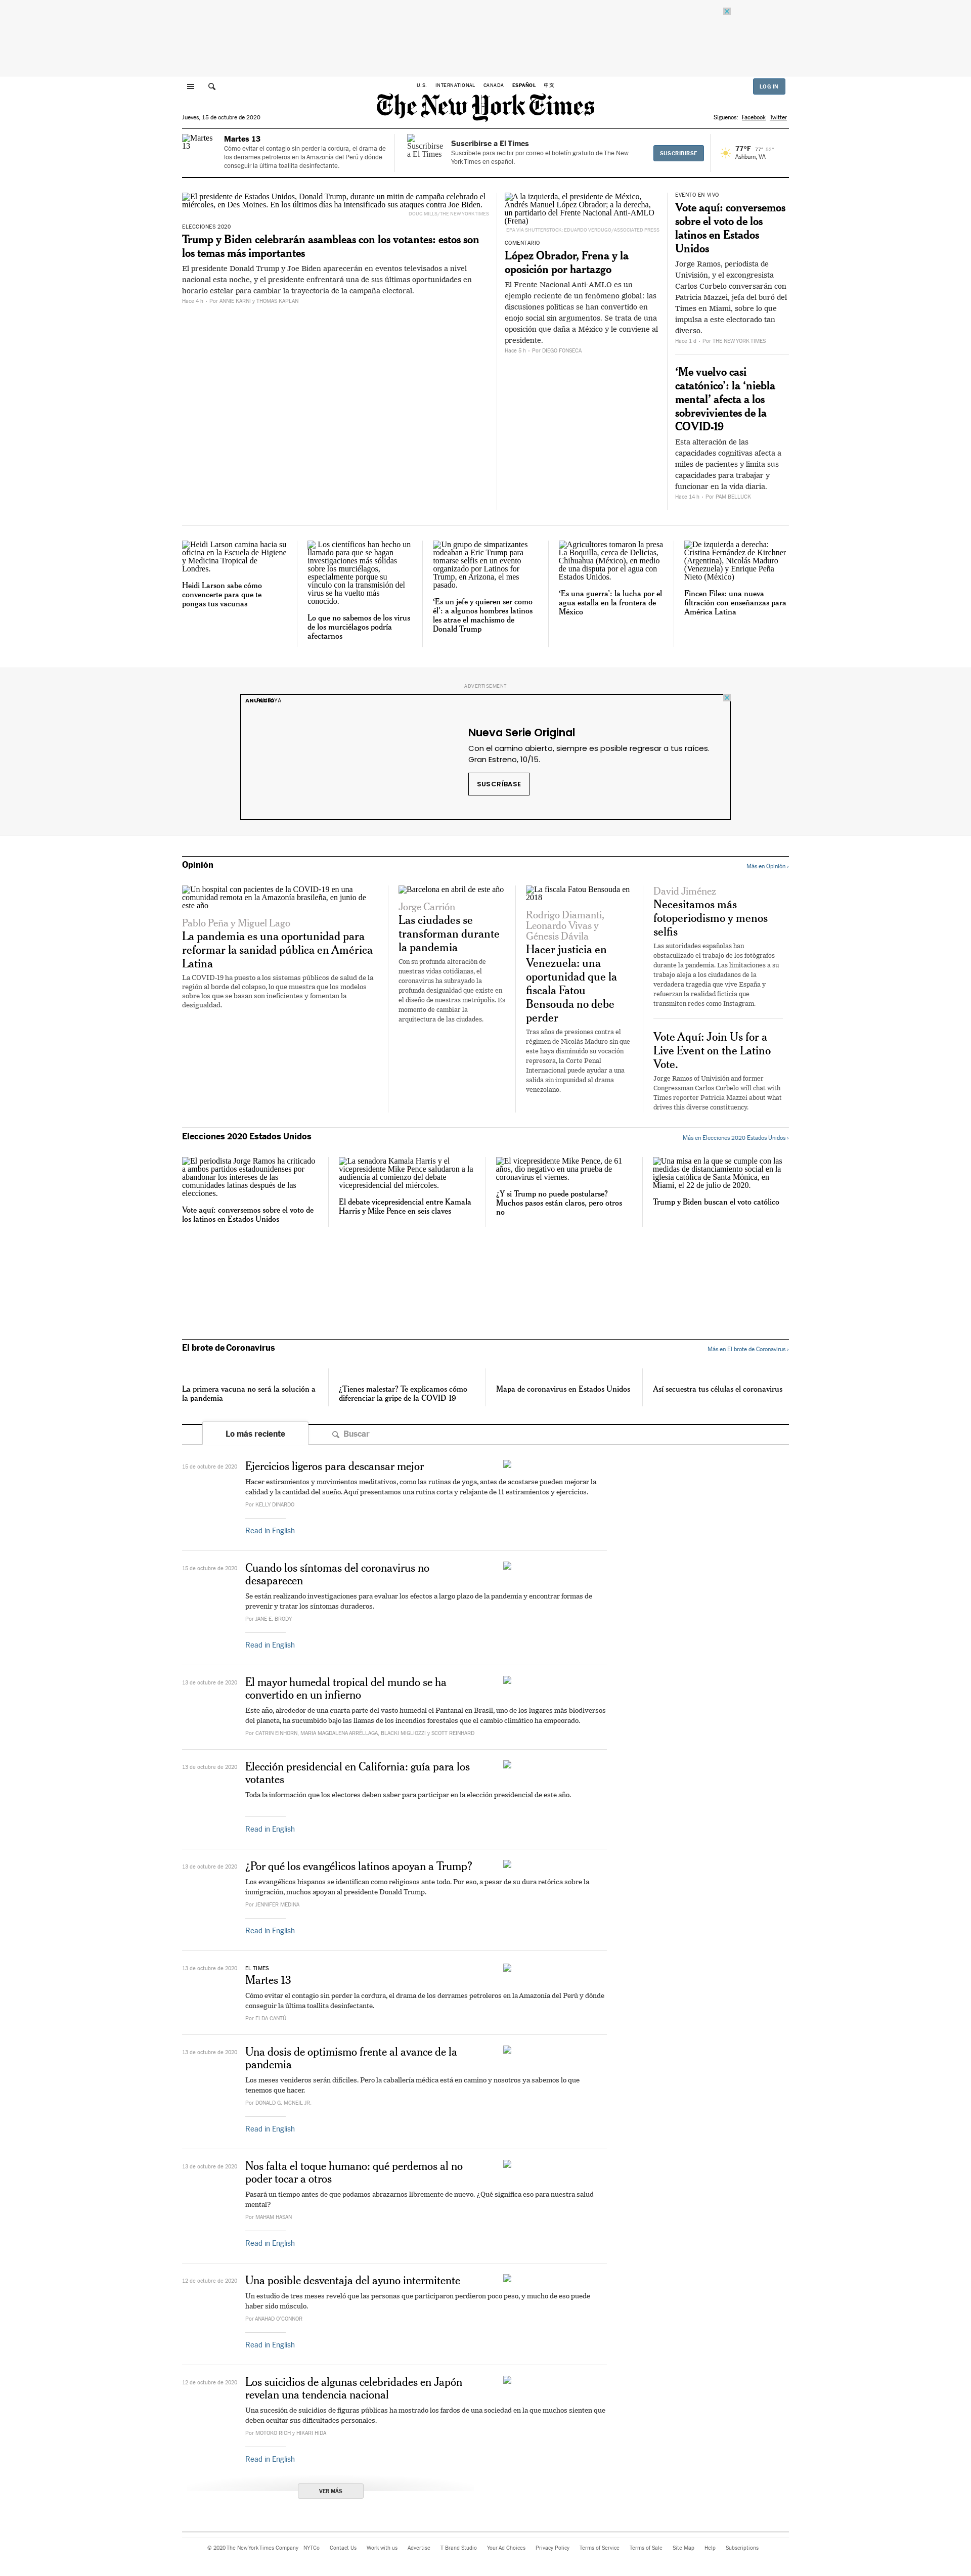 U.S. INTERNATIONAL CANADA ESPAÑOL 中文
LOG IN
The New York Times
Jueves, 15 de octubre de 2020
Síguenos: Facebook Twitter
Martes 13
Martes 13
Cómo evitar el contagio sin perder la cordura, el drama de
los derrames petroleros en la Amazonía del Perú y dónde
conseguir la última toallita desinfectante.
Suscribirse a El Times
Suscribirse a El Times
Suscríbete para recibir por correo el boletín gratuito de The New
York Times en español.
SUSCRIBIRSE
77°F 77° 52°
Ashburn, VA
El presidente de Estados Unidos, Donald Trump, durante un mitin de campaña celebrado el
miércoles, en Des Moines. En los últimos días ha intensificado sus ataques contra Joe Biden.
DOUG MILLS/THE NEW YORK TIMES
ELECCIONES 2020
Trump y Biden celebrarán asambleas con los votantes: estos son
los temas más importantes
El presidente Donald Trump y Joe Biden aparecerán en eventos televisados a nivel
nacional esta noche, y el presidente enfrentará una de sus últimas oportunidades en
horario estelar para cambiar la trayectoria de la campaña electoral.
Hace 4 h – Por ANNIE KARNI y THOMAS KAPLAN
A la izquierda, el presidente de México,
Andrés Manuel López Obrador; a la derecha,
un partidario del Frente Nacional Anti-AMLO
(Frena)
EPA VÍA SHUTTERSTOCK, EDUARDO VERDUGO/ASSOCIATED PRESS
COMENTARIO
López Obrador, Frena y la
oposición por hartazgo
El Frente Nacional Anti-AMLO es un
ejemplo reciente de un fenómeno global: las
discusiones políticas se han convertido en
enojo social sin argumentos. Se trata de una
oposición que daña a México y le conviene al
presidente.
Hace 5 h – Por DIEGO FONSECA
EVENTO EN VIVO
Vote aquí: conversemos
sobre el voto de los
latinos en Estados
Unidos
Jorge Ramos, periodista de
Univisión, y el excongresista
Carlos Curbelo conversarán con
Patricia Mazzei, jefa del buró del
Times en Miami, sobre lo que
impulsa a este electorado tan
diverso.
Hace 1 d – Por THE NEW YORK TIMES
‘Me vuelvo casi
catatónico’: la ‘niebla
mental’ afecta a los
sobrevivientes de la
COVID-19
Esta alteración de las
capacidades cognitivas afecta a
miles de pacientes y limita sus
capacidades para trabajar y
funcionar en la vida diaria.
Hace 14 h – Por PAM BELLUCK
Heidi Larson camina hacia su
oficina en la Escuela de Higiene
y Medicina Tropical de
Londres.
Heidi Larson sabe cómo
convencerte para que te
pongas tus vacunas
Los científicos han hecho un
llamado para que se hagan
investigaciones más sólidas
sobre los murciélagos,
especialmente porque su
vínculo con la transmisión del
virus se ha vuelto más
conocido.
Lo que no sabemos de los virus
de los murciélagos podría
afectarnos
Un grupo de simpatizantes
rodeaban a Eric Trump para
tomarse selfis en un evento
organizado por Latinos for
Trump, en Arizona, el mes
pasado.
‘Es un jefe y quieren ser como
él’: a algunos hombres latinos
les atrae el machismo de
Donald Trump
Agricultores tomaron la presa
La Boquilla, cerca de Delicias,
Chihuahua (México), en medio
de una disputa por el agua con
Estados Unidos.
‘Es una guerra’: la lucha por el
agua estalla en la frontera de
México
De izquierda a derecha:
Cristina Fernández de Kirchner
(Argentina), Nicolás Maduro
(Venezuela) y Enrique Peña
Nieto (México)
Fincen Files: una nueva
filtración con enseñanzas para
América Latina
ADVERTISEMENT
Nueva Serie Original
Con el camino abierto, siempre es posible regresar a tus raíces.
Gran Estreno, 10/15.
SUSCRÍBASE
Opinión
Más en Opinión ›
Un hospital con pacientes de la COVID-19 en una
comunidad remota en la Amazonía brasileña, en junio de
este año
Pablo Peña y Miguel Lago
La pandemia es una oportunidad para
reformar la sanidad pública en América
Latina
La COVID-19 ha puesto a los sistemas públicos de salud de la
región al borde del colapso, lo que muestra que los modelos
sobre los que se basan son ineficientes y fomentan la
desigualdad.
Barcelona en abril de este año
Jorge Carrión
Las ciudades se
transforman durante
la pandemia
Con su profunda alteración de
nuestras vidas cotidianas, el
coronavirus ha subrayado la
profunda desigualdad que existe en
el diseño de nuestras metrópolis. Es
momento de cambiar la
arquitectura de las ciudades.
La fiscala Fatou Bensouda en
2018
Rodrigo Diamanti,
Leonardo Vivas y
Génesis Dávila
Hacer justicia en
Venezuela: una
oportunidad que la
fiscala Fatou
Bensouda no debe
perder
Tras años de presiones contra el
régimen de Nicolás Maduro sin que
este haya disminuido su vocación
represora, la Corte Penal
Internacional puede ayudar a una
salida sin impunidad al drama
venezolano.
David Jiménez
Necesitamos más
fotoperiodismo y menos
selfis
Las autoridades españolas han
obstaculizado el trabajo de los fotógrafos
durante la pandemia. Las limitaciones a su
trabajo aleja a los ciudadanos de la
verdadera tragedia que vive España y
refuerzan la realidad ficticia que
transmiten redes como Instagram.
Vote Aquí: Join Us for a
Live Event on the Latino
Vote.
Jorge Ramos of Univisión and former
Congressman Carlos Curbelo will chat with
Times reporter Patricia Mazzei about what
drives this diverse constituency.
Elecciones 2020 Estados Unidos
Más en Elecciones 2020 Estados Unidos ›
El periodista Jorge Ramos ha criticado
a ambos partidos estadounidenses por
abandonar los intereses de las
comunidades latinas después de las
elecciones.
Vote aquí: conversemos sobre el voto de
los latinos en Estados Unidos
La senadora Kamala Harris y el
vicepresidente Mike Pence saludaron a la
audiencia al comienzo del debate
vicepresidencial del miércoles.
El debate vicepresidencial entre Kamala
Harris y Mike Pence en seis claves
El vicepresidente Mike Pence, de 61
años, dio negativo en una prueba de
coronavirus el viernes.
¿Y si Trump no puede postularse?
Muchos pasos están claros, pero otros
no
Una misa en la que se cumple con las
medidas de distanciamiento social en la
iglesia católica de Santa Mónica, en
Miami, el 22 de julio de 2020.
Trump y Biden buscan el voto católico
El brote de Coronavirus
Más en El brote de Coronavirus ›
La primera vacuna no será la solución a
la pandemia
¿Tienes malestar? Te explicamos cómo
diferenciar la gripe de la COVID-19
Mapa de coronavirus en Estados Unidos
Así secuestra tus células el coronavirus
Lo más reciente
Buscar
15 de octubre de 2020
Ejercicios ligeros para descansar mejor
Hacer estiramientos y movimientos meditativos, como las rutinas de yoga, antes de acostarse pueden mejorar la
calidad y la cantidad del sueño. Aquí presentamos una rutina corta y relajante de 11 estiramientos y ejercicios.
Por KELLY DINARDO
Read in English
15 de octubre de 2020
Cuando los síntomas del coronavirus no
desaparecen
Se están realizando investigaciones para evaluar los efectos a largo plazo de la pandemia y encontrar formas de
prevenir y tratar los síntomas duraderos.
Por JANE E. BRODY
Read in English
13 de octubre de 2020
El mayor humedal tropical del mundo se ha
convertido en un infierno
Este año, alrededor de una cuarta parte del vasto humedal el Pantanal en Brasil, uno de los lugares más biodiversos
del planeta, ha sucumbido bajo las llamas de los incendios forestales que el cambio climático ha empeorado.
Por CATRIN EINHORN, MARIA MAGDALENA ARRÉLLAGA, BLACKI MIGLIOZZI y SCOTT REINHARD
13 de octubre de 2020
Elección presidencial en California: guía para los
votantes
Toda la información que los electores deben saber para participar en la elección presidencial de este año.
Read in English
13 de octubre de 2020
¿Por qué los evangélicos latinos apoyan a Trump?
Los evangélicos hispanos se identifican como religiosos ante todo. Por eso, a pesar de su dura retórica sobre la
inmigración, muchos apoyan al presidente Donald Trump.
Por JENNIFER MEDINA
Read in English
13 de octubre de 2020
EL TIMES
Martes 13
Cómo evitar el contagio sin perder la cordura, el drama de los derrames petroleros en la Amazonía del Perú y dónde
conseguir la última toallita desinfectante.
Por ELDA CANTÚ
13 de octubre de 2020
Una dosis de optimismo frente al avance de la
pandemia
Los meses venideros serán difíciles. Pero la caballería médica está en camino y nosotros ya sabemos lo que
tenemos que hacer.
Por DONALD G. MCNEIL JR.
Read in English
13 de octubre de 2020
Nos falta el toque humano: qué perdemos al no
poder tocar a otros
Pasará un tiempo antes de que podamos abrazarnos libremente de nuevo. ¿Qué significa eso para nuestra salud
mental?
Por MAHAM HASAN
Read in English
12 de octubre de 2020
Una posible desventaja del ayuno intermitente
Un estudio de tres meses reveló que las personas que participaron perdieron poco peso, y mucho de eso puede
haber sido músculo.
Por ANAHAD O'CONNOR
Read in English
12 de octubre de 2020
Los suicidios de algunas celebridades en Japón
revelan una tendencia nacional
Una sucesión de suicidios de figuras públicas ha mostrado los fardos de una sociedad en la que muchos sienten que
deben ocultar sus dificultades personales.
Por MOTOKO RICH y HIKARI HIDA
Read in English
VER MÁS
© 2020 The New York Times Company NYTCo Contact Us Work with us Advertise T Brand Studio Your Ad Choices Privacy Policy Terms of Service Terms of Sale Site Map Help Subscriptions